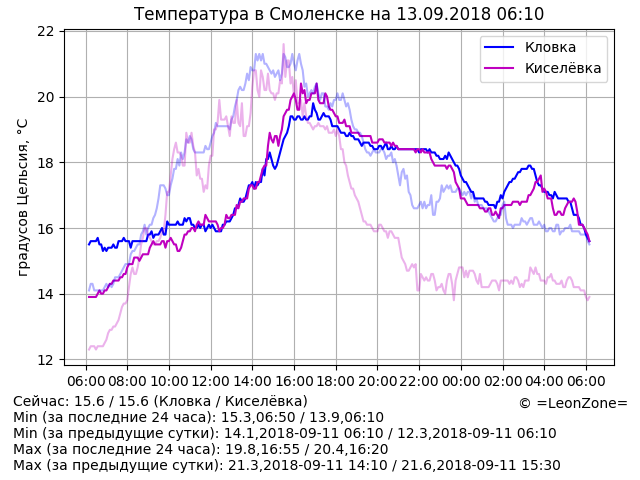 Температура в Смоленске на 13.09.2018 06:10
градусов Цельсия, °C
22
20
18
16
14
12
Кловка
Киселёвка
06:00 08:00 10:00 12:00 14:00 16:00 18:00 20:00 22:00 00:00 02:00 04:00 06:00
Сейчас: 15.6 / 15.6 (Кловка / Киселёвка)
© =LeonZone=
Min (за последние 24 часа): 15.3,06:50 / 13.9,06:10
Min (за предыдущие сутки): 14.1,2018-09-11 06:10 / 12.3,2018-09-11 06:10
Max (за последние 24 часа): 19.8,16:55 / 20.4,16:20
Max (за предыдущие сутки): 21.3,2018-09-11 14:10 / 21.6,2018-09-11 15:30